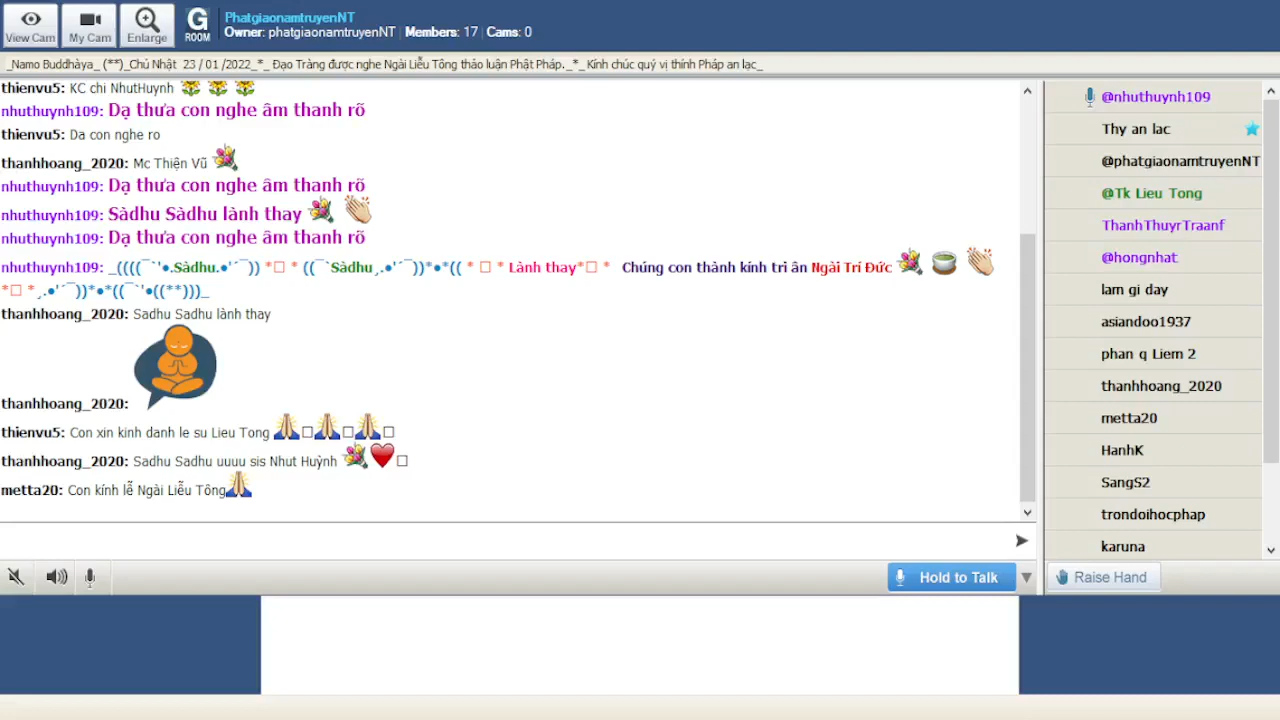 View Cam
My Cam
Enlarge
G
ROOM
PhatgiaonamtruyenNT
Owner: phatgiaonamtruyenNT Members: 17 Cams: 0
_Namo Buddhàya_ (**)_Chủ Nhật 23 / 01 /2022_*_ Đạo Tràng được nghe Ngài Liễu Tông thảo luận Phật Pháp._*_ Kính chúc quý vị thính Pháp an lạc_
thienvu5: KC chi NhutHuynh
nhuthuynh109: Dạ thưa con nghe âm thanh rõ
thienvu5: Da con nghe ro
thanhhoang_2020: Mc Thiện Vũ
nhuthuynh109: Dạ thưa con nghe âm thanh rõ
nhuthuynh109: Sàdhu Sàdhu lành thay
nhuthuynh109: Dạ thưa con nghe âm thanh rõ
nhuthuynh109: _((((¯`'•.Sàdhu.•'´¯)) *□ * ((¯`Sàdhu¸.•'´¯))*•*(( * □ * Lành thay*□ * Chúng con thành kính tri ân Ngài Trí Đức
*□ *¸.•'´¯))*•*((¯`'•((**)))_
thanhhoang_2020: Sadhu Sadhu lành thay
thanhhoang_2020:
thienvu5: Con xin kinh danh le su Lieu Tong
thanhhoang_2020: Sadhu Sadhu uuuu sis Nhut Huỳnh
metta20: Con kính lễ Ngài Liễu Tông
Hold to Talk
@nhuthuynh109
Thy an lac
@phatgiaonamtruyenNT
@Tk Lieu Tong
ThanhThuyrTraanf
@hongnhat
lam gi day
asiandoo1937
phan q Liem 2
thanhhoang_2020
metta20
HanhK
SangS2
trondoihocphap
karuna
Raise Hand